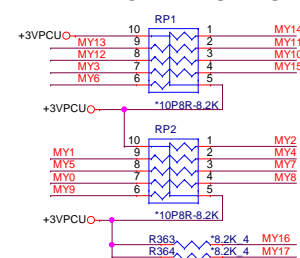 RP1
+3VPCU 10 1 MY14
MY13 9 2 MY11
MY12 8 3 MY10
MY3 7 4 MY15
MY6 6 5
+3VPCU *10P8R-8.2K
RP2
10 1 MY2
MY1 9 2 MY4
MY5 8 3 MY7
MY0 7 4 MY8
MY9 6 5
+3VPCU *10P8R-8.2K
R363 *8.2K_4 MY16
R364 *8.2K_4 MY17